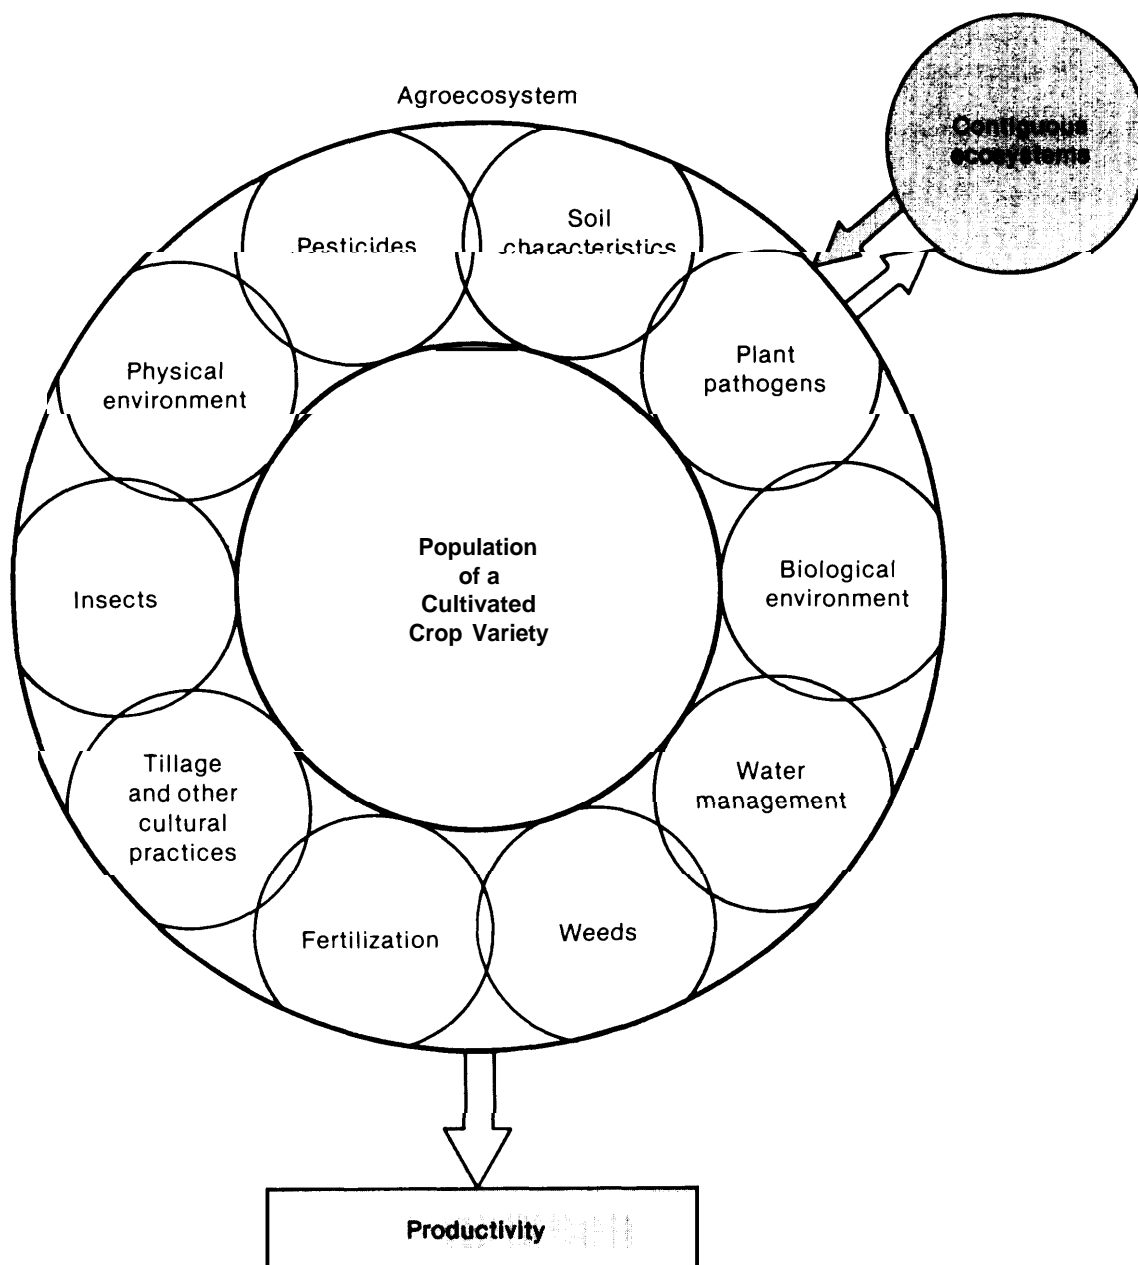 Agroecosystem
Contiguous
ecosystems
Pesticides
Soil
characteristics
Physical
environment
Plant
pathogens
Insects
Population
of a
Cultivated
Crop Variety
Biological
environment
Tillage
and other
cultural
practices
Water
management
Fertilization
Weeds
Productivity